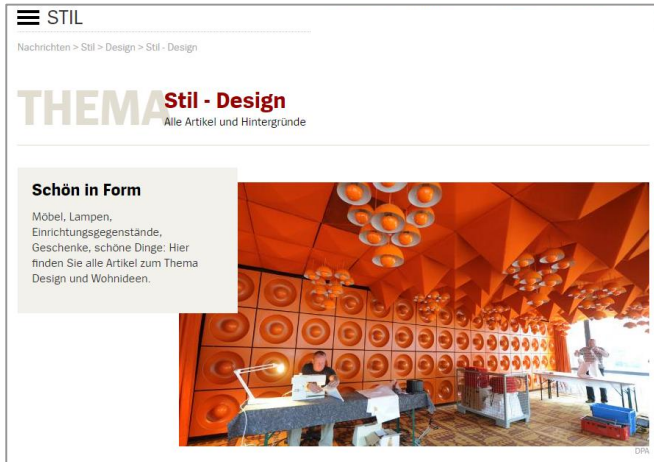 STIL
Nachrichten > Stil > Design > Stil - Design
THEMA
Stil - Design
Alle Artikel und Hintergründe
Schön in Form
Möbel, Lampen,
Einrichtungsgegenstände,
Geschenke, schöne Dinge: Hier
finden Sie alle Artikel zum Thema
Design und Wohnideen.
DPA